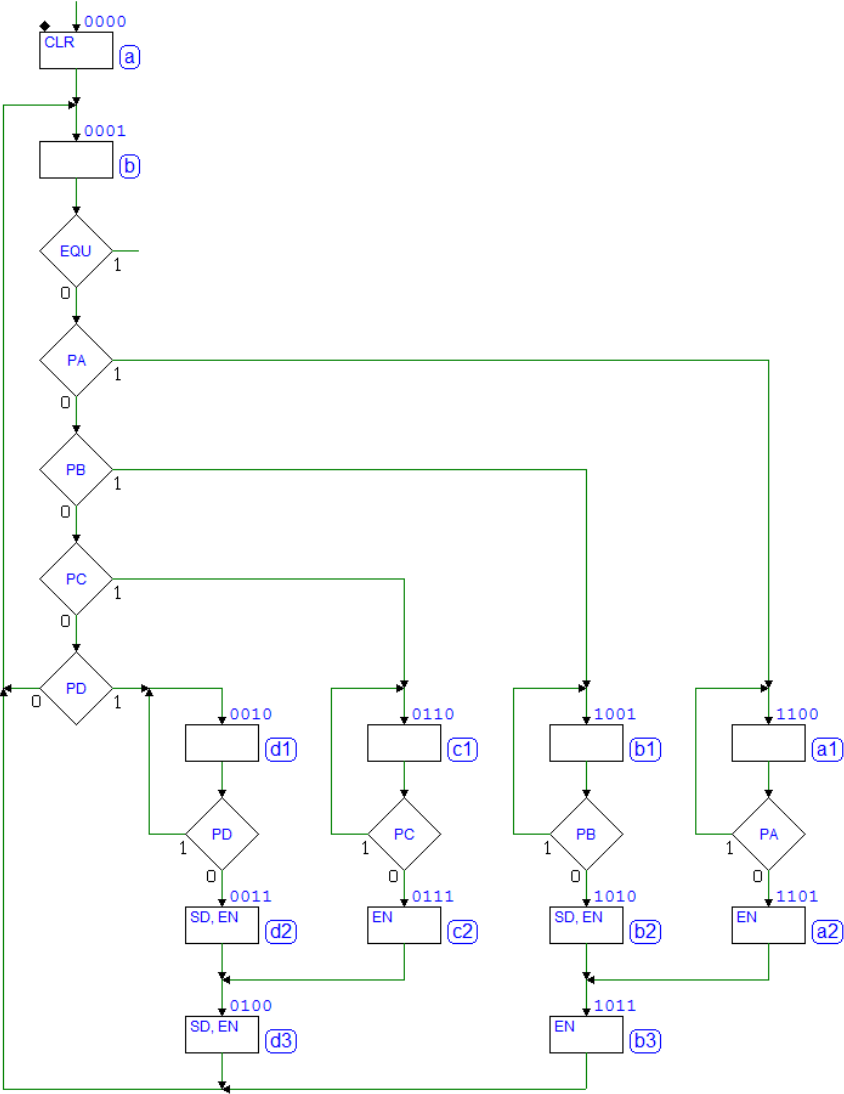 0000
CLR
a
0001
b
EQU
1
0
PA
1
0
PB
1
0
PC
1
0
PD
0
1
0010
d1
0110
c1
1001
b1
1100
a1
PD
1
0
PC
1
0
PB
1
0
PA
1
0
0011
SD, EN
d2
0111
EN
c2
1010
SD, EN
b2
1101
EN
a2
0100
SD, EN
d3
1011
EN
b3